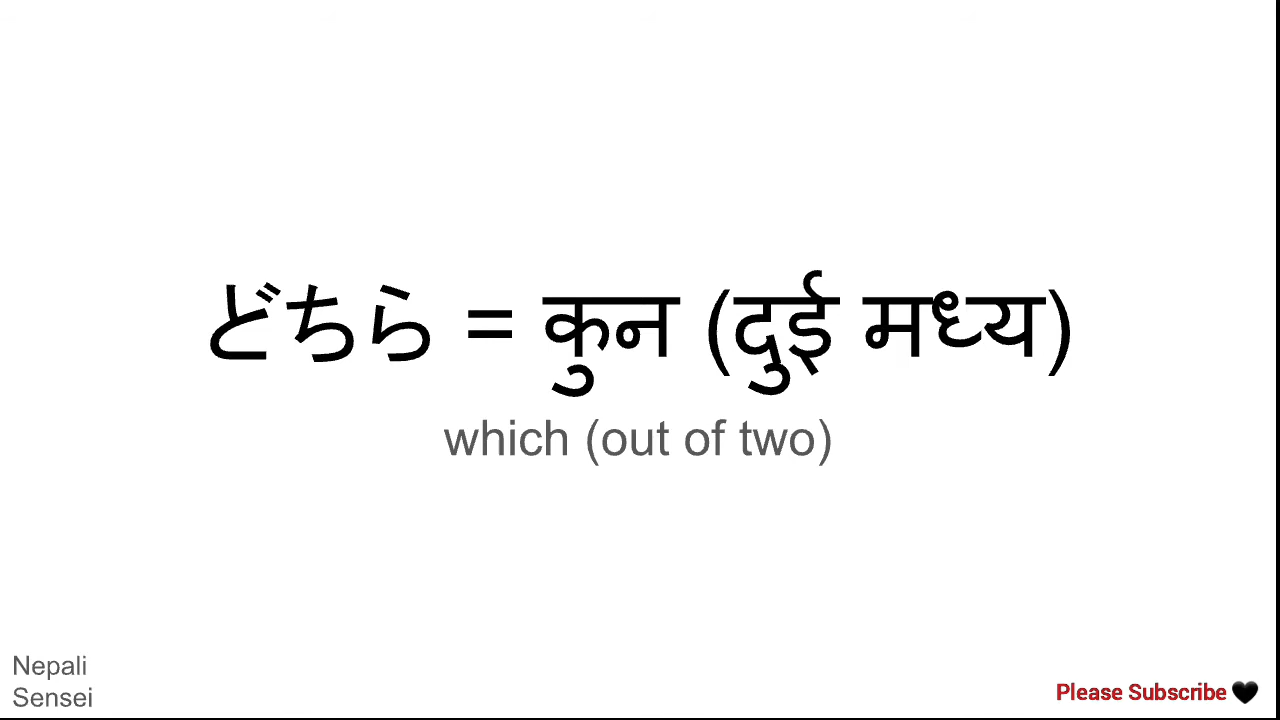 どちら = कुन (दुई मध्य)
which (out of two)
Nepali
Sensei
Please Subscribe 🖤